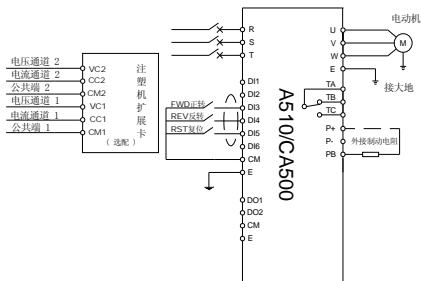 电压通道 2
电流通道 2
公共端 2
电压通道 1
电流通道 1
公共端 1
VC2
CC2
CM2
VC1
CC1
CM1
注塑机扩展卡
（选配）
R
S
T
DI1
DI2
FWD正转 DI3
REV反转 DI4
RST复位 DI5
DI6
CM
E
DO1
DO2
CM
E
A510/CA500
U
V
W
E
TA
TB
TC
P+
P-
PB
电动机
M
接大地
外接制动电阻